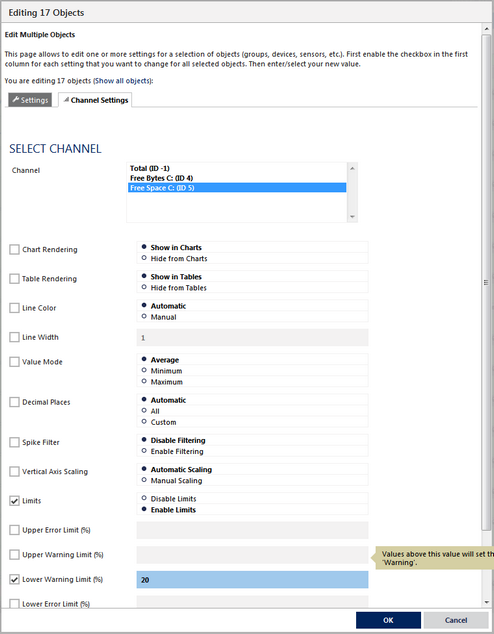 Editing 17 Objects
Edit Multiple Objects
This page allows to edit one or more settings for a selection of objects (groups, devices, sensors, etc.). First enable the checkbox in the first
column for each setting that you want to change for all selected objects. Then enter/select your new value.
You are editing 17 objects (Show all objects):
Settings
Channel Settings
SELECT CHANNEL
Channel
Total (ID -1)
Free Bytes C: (ID 4)
Free Space C: (ID 5)
Chart Rendering
Show in Charts
Hide from Charts
Table Rendering
Show in Tables
Hide from Tables
Line Color
Automatic
Manual
Line Width
1
Value Mode
Average
Minimum
Maximum
Decimal Places
Automatic
All
Custom
Spike Filter
Disable Filtering
Enable Filtering
Vertical Axis Scaling
Automatic Scaling
Manual Scaling
Limits
Disable Limits
Enable Limits
Upper Error Limit (%)
Upper Warning Limit (%)
Values above this value will set th
'Warning'.
Lower Warning Limit (%)
20
Lower Error Limit (%)
OK
Cancel